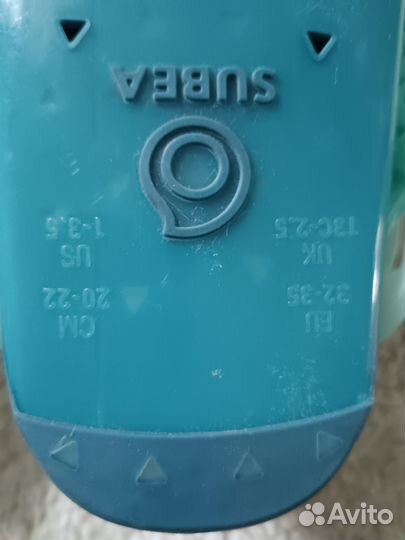 SUBEA
EU
32-35
UK
13C-2.5
CM
20-22
US
1-3.5
Avito